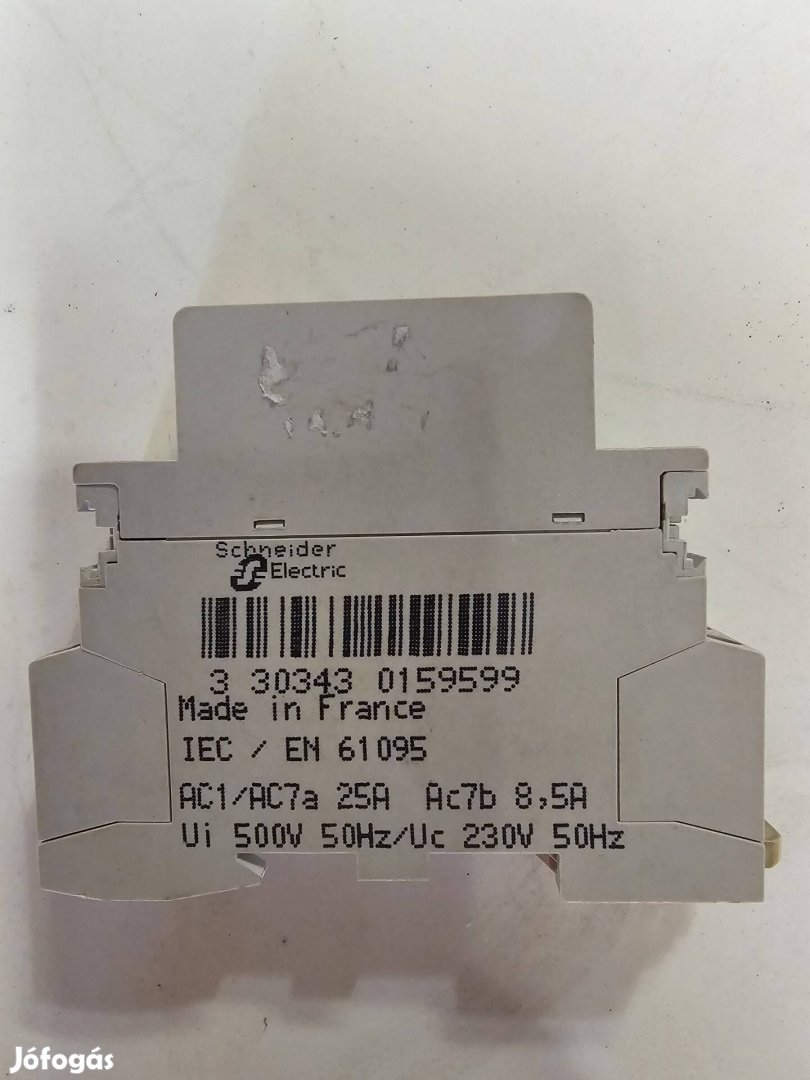 Schneider
Electric
3 30343 0159599
Made in France
IEC / EN 61095
AC1/AC7a 25A Ac7b 8,5A
Ui 500V 50Hz/Uc 230V 50Hz
Jófogás